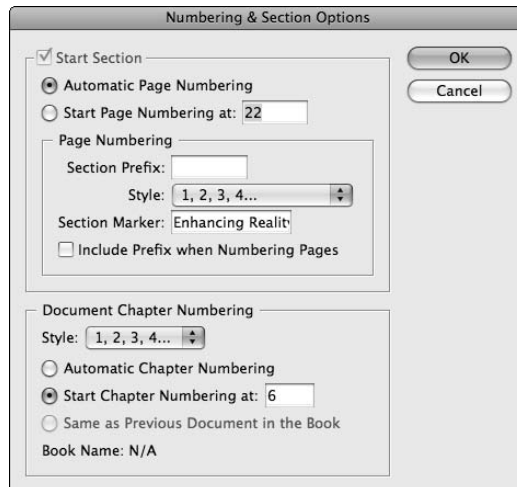 Numbering & Section Options
Start Section
OK
Automatic Page Numbering
Cancel
Start Page Numbering at: 22
Page Numbering
Section Prefix:
Style: 1, 2, 3, 4...
Section Marker: Enhancing Reality
Include Prefix when Numbering Pages
Document Chapter Numbering
Style: 1, 2, 3, 4...
Automatic Chapter Numbering
Start Chapter Numbering at: 6
Same as Previous Document in the Book
Book Name: N/A